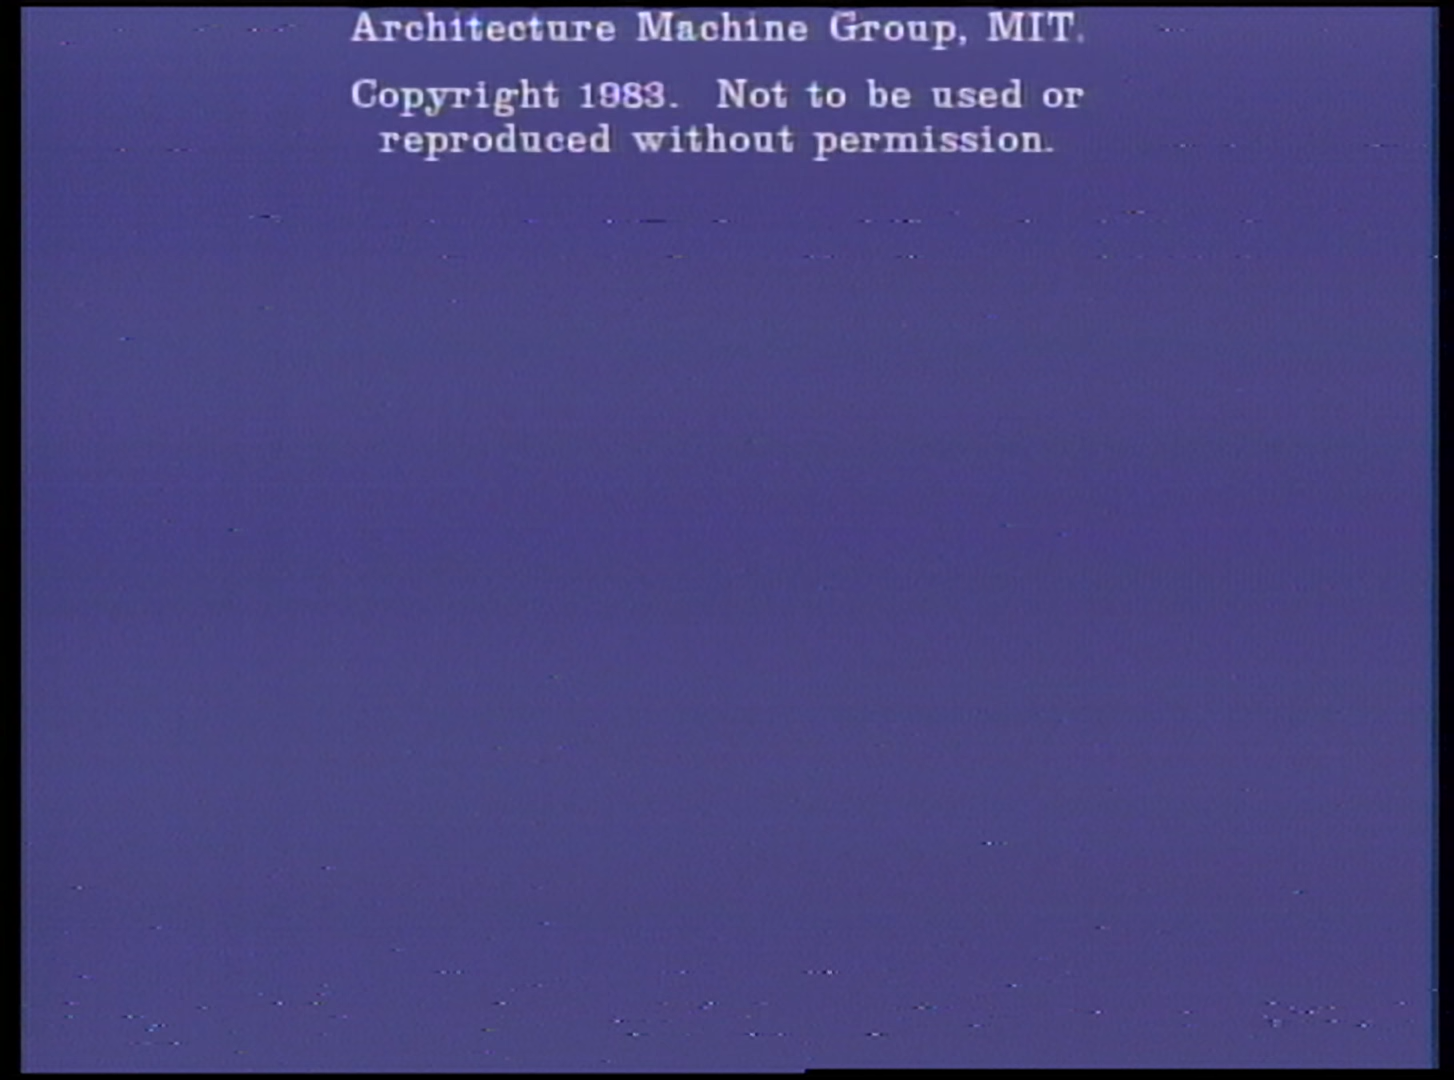 Architecture Machine Group, MIT.
Copyright 1983. Not to be used or
reproduced without permission.